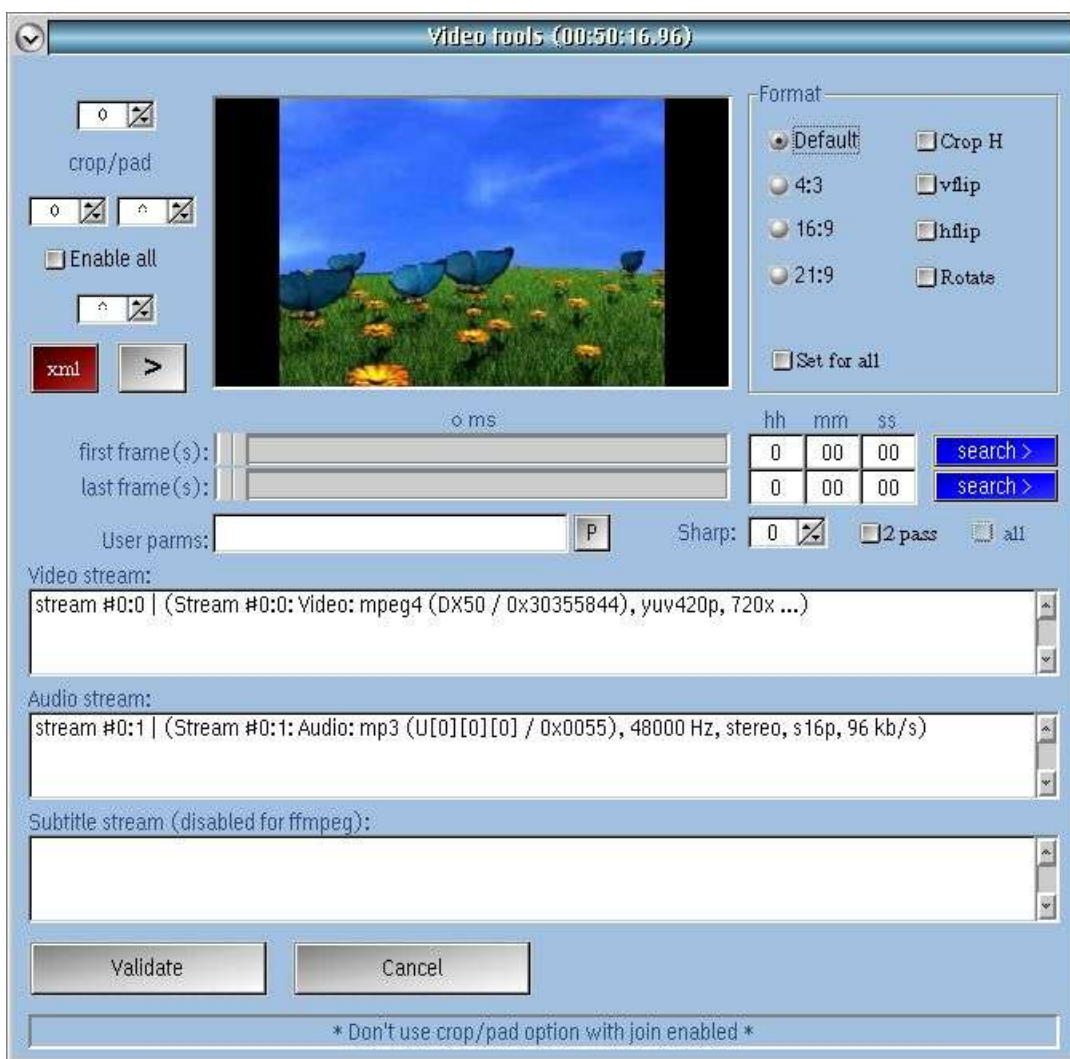 Video tools (00:50:16.96)
0
crop/pad
0
Enable all
xml >
Format
Default Crop H
4:3 vflip
16:9 hflip
21:9 Rotate
Set for all
0 ms hh mm ss
first frame(s): 0 00 00 search >
last frame(s): 0 00 00 search >
User parms: P Sharp: 0 2 pass all
Video stream:
stream #0:0 | (Stream #0:0: Video: mpeg4 (DX50 / 0x30355844), yuv420p, 720x ...)
Audio stream:
stream #0:1 | (Stream #0:1: Audio: mp3 (U[0][0][0] / 0x0055), 48000 Hz, stereo, s16p, 96 kb/s)
Subtitle stream (disabled for ffmpeg):
Validate Cancel
* Don't use crop/pad option with join enabled *